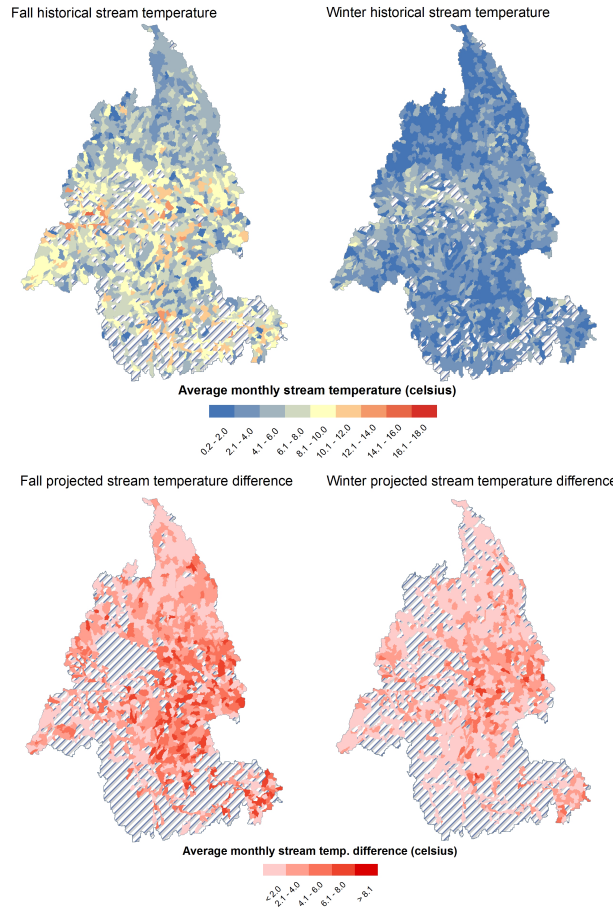 Fall historical stream temperature
Winter historical stream temperature
Average monthly stream temperature (celsius)
0.2 - 2.0
2.1 - 4.0
4.1 - 6.0
6.1 - 8.0
8.1 - 10.0
10.1 - 12.0
12.1 - 14.0
14.1 - 16.0
16.1 - 18.0
Fall projected stream temperature difference
Winter projected stream temperature difference
Average monthly stream temp. difference (celsius)
< 2.0
2.1 - 4.0
4.1 - 6.0
6.1 - 8.0
> 8.1